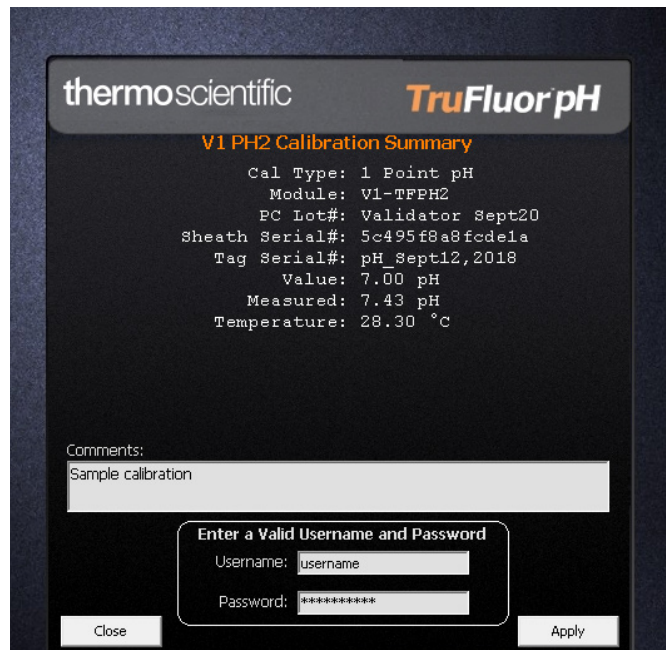 thermoscientific
TruFluor pH
V1 PH2 Calibration Summary
Cal Type: 1 Point pH
Module: V1-TFPH2
PC Lot#: Validator Sept20
Sheath Serial#: 5c495f8a8fcde1a
Tag Serial#: pH_Sept12,2018
Value: 7.00 pH
Measured: 7.43 pH
Temperature: 28.30 °C
Comments:
Sample calibration
Enter a Valid Username and Password
Username: username
Password: **********
Close
Apply